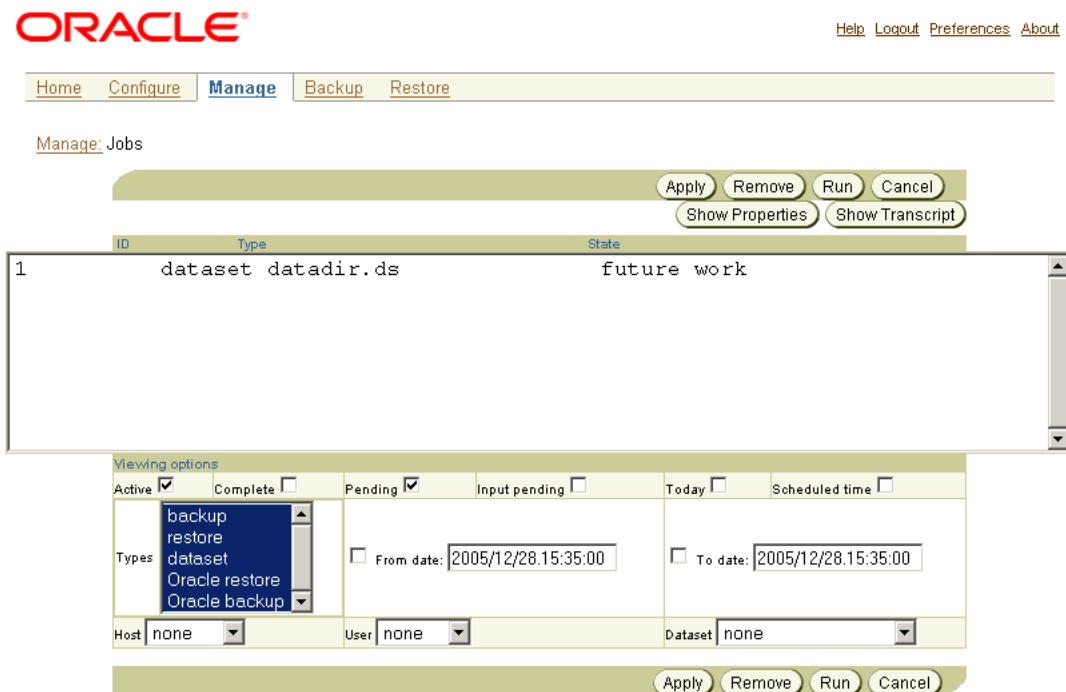 ORACLE
Help Logout Preferences About
Home Configure Manage Backup Restore
Manage: Jobs
Apply Remove Run Cancel
Show Properties Show Transcript
ID Type State
1 dataset datadir.ds future work
Viewing options
Active Complete Pending Input pending Today Scheduled time
Types
backup
restore
dataset
Oracle restore
Oracle backup
From date: 2005/12/28.15:35:00
To date: 2005/12/28.15:35:00
Host none User none Dataset none
Apply Remove Run Cancel